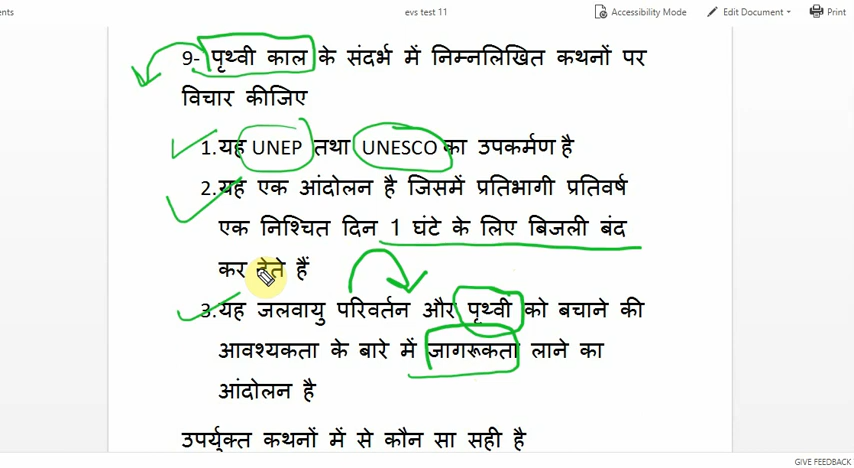 ents
evs test 11
Accessibility Mode
Edit Document
Print
9- पृथ्वी काल के संदर्भ में निम्नलिखित कथनों पर
विचार कीजिए
1.यह UNEP तथा UNESCO का उपकर्मण है
2.यह एक आंदोलन है जिसमें प्रतिभागी प्रतिवर्ष
एक निश्चित दिन 1 घंटे के लिए बिजली बंद
कर देते हैं
3.यह जलवायु परिवर्तन और पृथ्वी को बचाने की
आवश्यकता के बारे में जागरूकता लाने का
आंदोलन है
उपर्युक्त कथनों में से कौन सा सही है
GIVE FEEDBACK